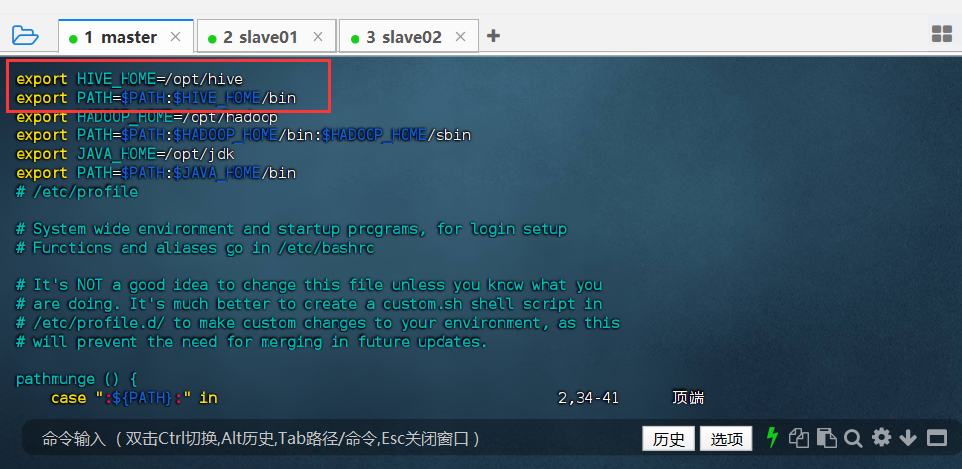 1 master
2 slave01
3 slave02
export HIVE_HOME=/opt/hive
export PATH=$PATH:$HIVE_HOME/bin
export HADOOP_HOME=/opt/hadoop
export PATH=$PATH:$HADOOP_HOME/bin:$HADOOP_HOME/sbin
export JAVA_HOME=/opt/jdk
export PATH=$PATH:$JAVA_HOME/bin
# /etc/profile
# System wide environment and startup programs, for login setup
# Functions and aliases go in /etc/bashrc
# It's NOT a good idea to change this file unless you know what you
# are doing. It's much better to create a custom.sh shell script in
# /etc/profile.d/ to make custom changes to your environment, as this
# will prevent the need for merging in future updates.
pathmunge () {
case ":${PATH}:" in
2,34-41 顶端
命令输入 (双击Ctrl切换,Alt历史,Tab路径/命令,Esc关闭窗口) 历史 选项